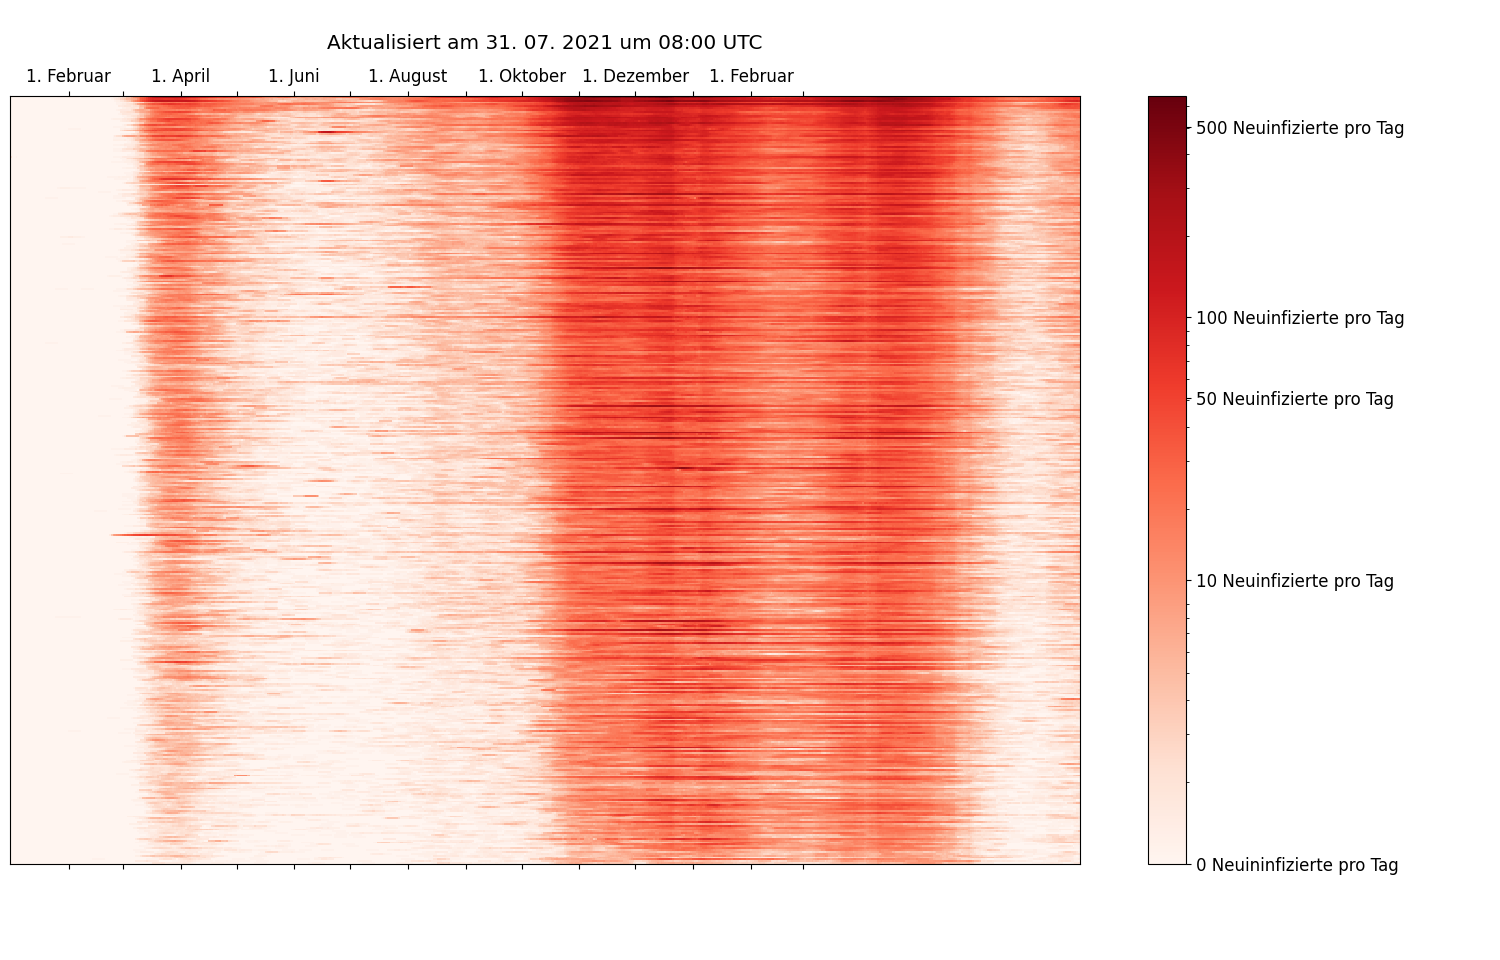 Aktualisiert am 31. 07. 2021 um 08:00 UTC
1. Februar 1. April 1. Juni 1. August 1. Oktober 1. Dezember 1. Februar
500 Neuinfizierte pro Tag
100 Neuinfizierte pro Tag
50 Neuinfizierte pro Tag
10 Neuinfizierte pro Tag
0 Neuininfizierte pro Tag